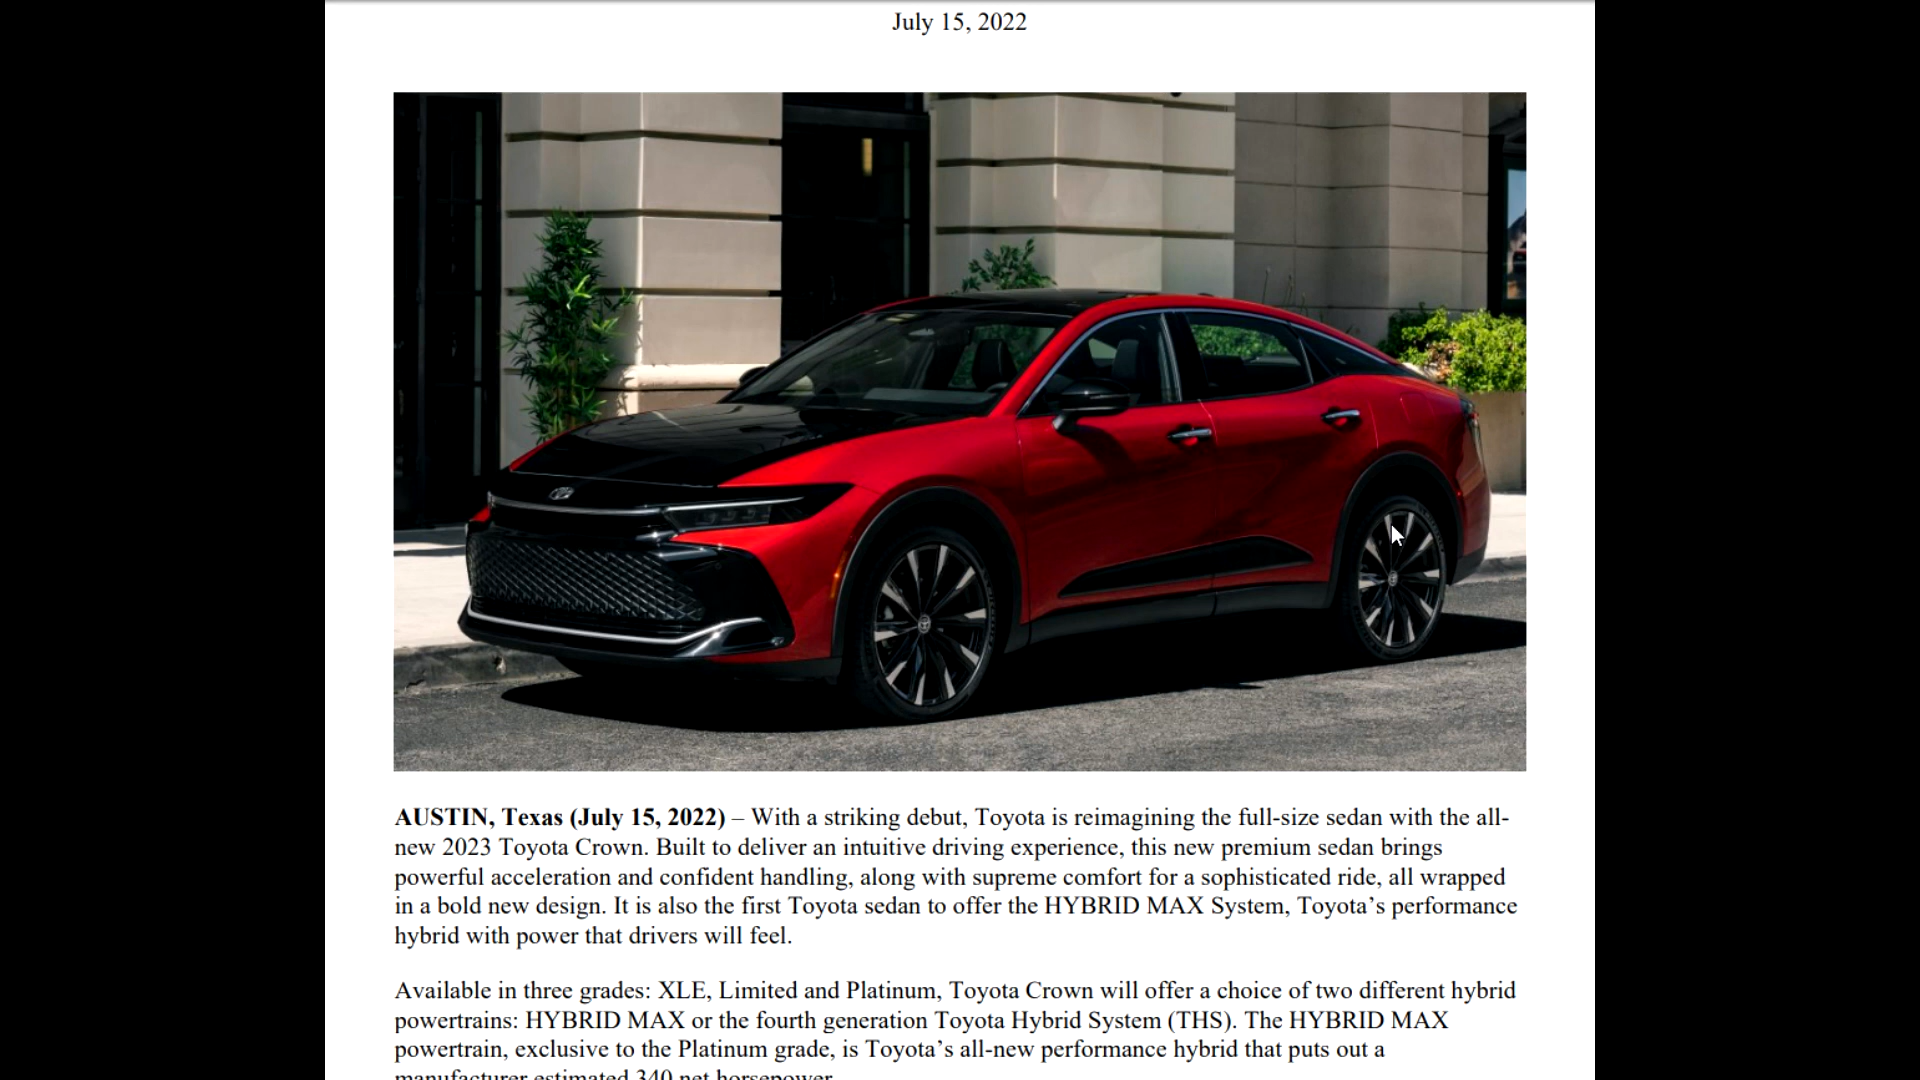 July 15, 2022
AUSTIN, Texas (July 15, 2022) – With a striking debut, Toyota is reimagining the full-size sedan with the all-
new 2023 Toyota Crown. Built to deliver an intuitive driving experience, this new premium sedan brings
powerful acceleration and confident handling, along with supreme comfort for a sophisticated ride, all wrapped
in a bold new design. It is also the first Toyota sedan to offer the HYBRID MAX System, Toyota’s performance
hybrid with power that drivers will feel.
Available in three grades: XLE, Limited and Platinum, Toyota Crown will offer a choice of two different hybrid
powertrains: HYBRID MAX or the fourth generation Toyota Hybrid System (THS). The HYBRID MAX
powertrain, exclusive to the Platinum grade, is Toyota’s all-new performance hybrid that puts out a
manufacturer estimated 340 net horsepower.